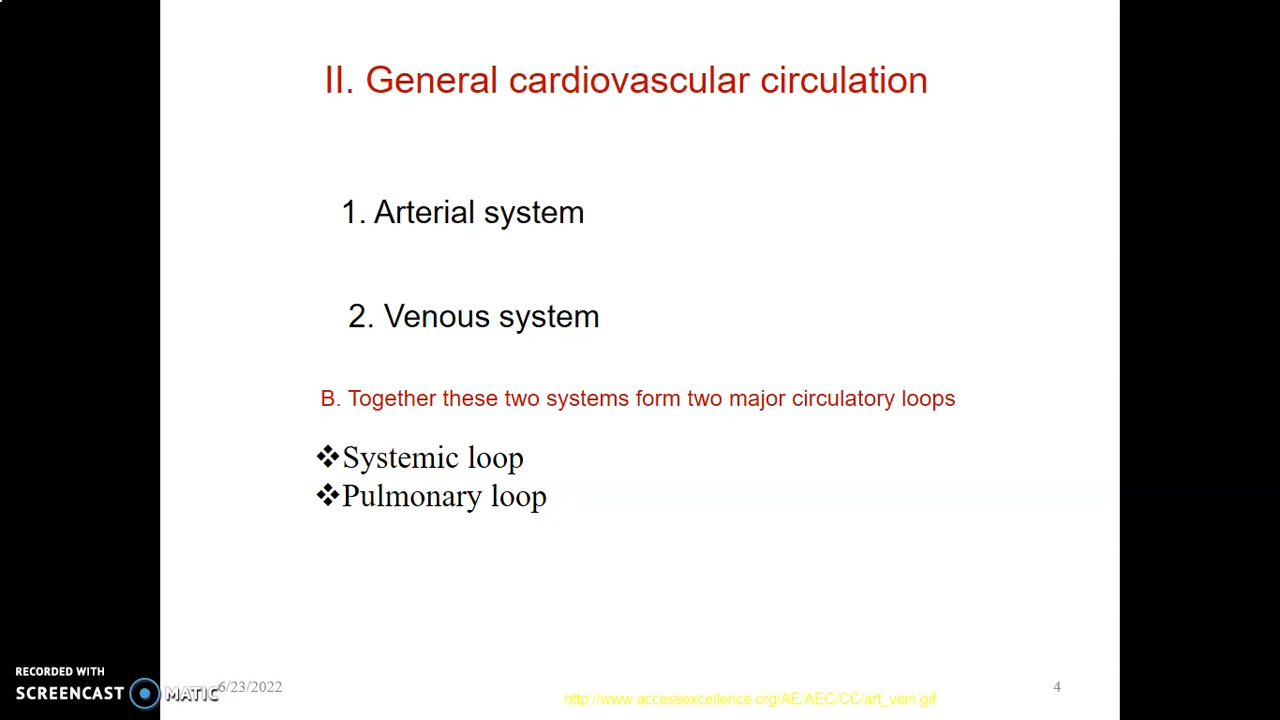 II. General cardiovascular circulation
1. Arterial system
2. Venous system
B. Together these two systems form two major circulatory loops
❖Systemic loop
❖Pulmonary loop
RECORDED WITH
SCREENCAST MATIC
6/23/2022
http://www.accessexcellence.org/AE/AEC/CC/art_vein.gif
4